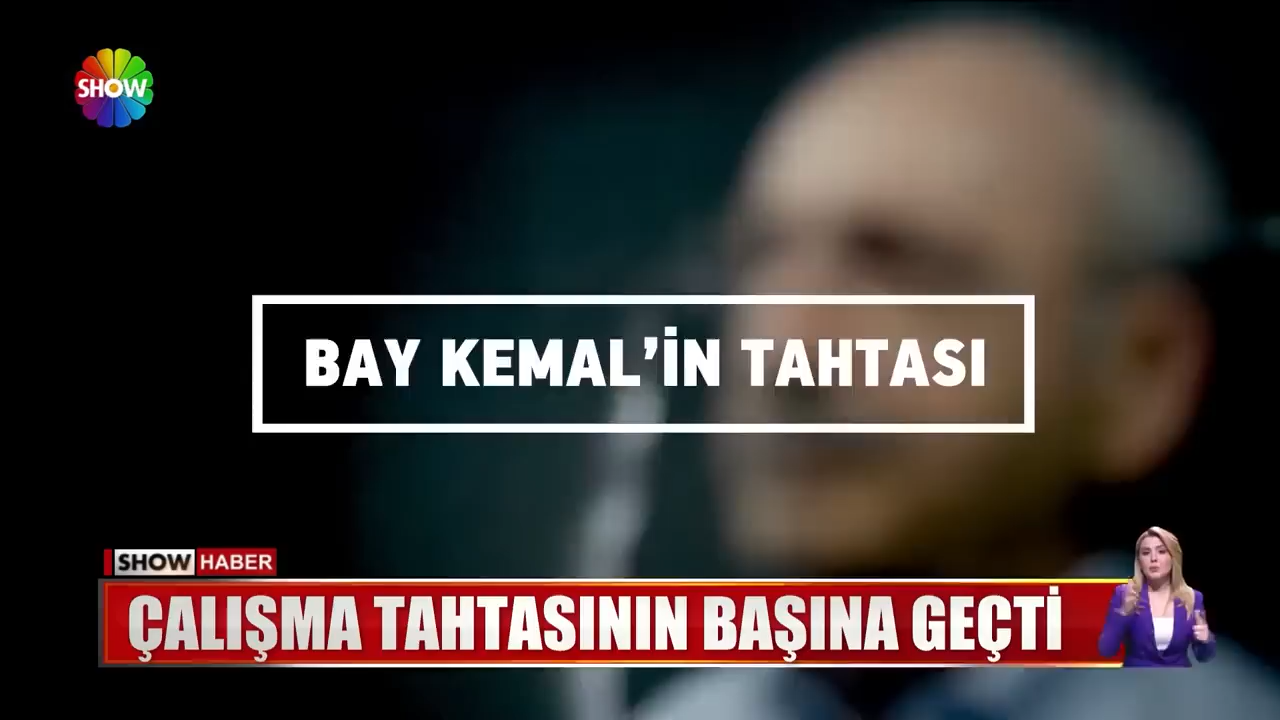 SHOW
BAY KEMAL'İN TAHTASI
SHOW HABER
ÇALIŞMA TAHTASININ BAŞINA GEÇTİ